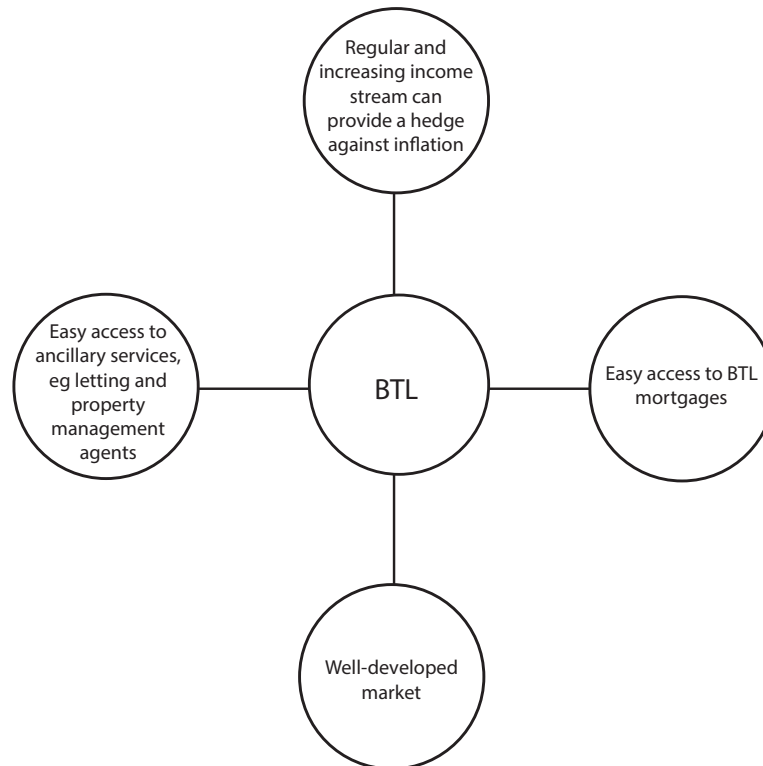 Regular and
increasing income
stream can
provide a hedge
against inflation
Easy access to
ancillary services,
eg letting and
property
management
agents
BTL
Easy access to BTL
mortgages
Well-developed
market